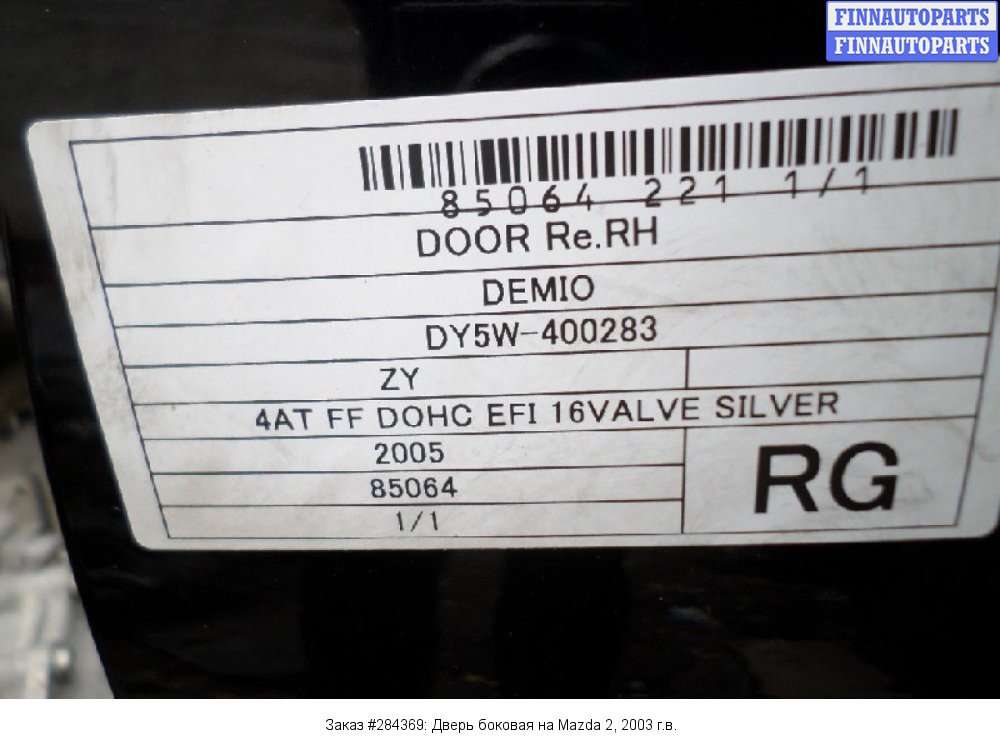 FINNAUTOPARTS
FINNAUTOPARTS
85064 221 1/1
DOOR Re.RH
DEMIO
DY5W-400283
ZY
4AT FF DOHC EFI 16VALVE SILVER
2005
85064
1/1
RG
Заказ #284369: Дверь боковая на Mazda 2, 2003 г.в.